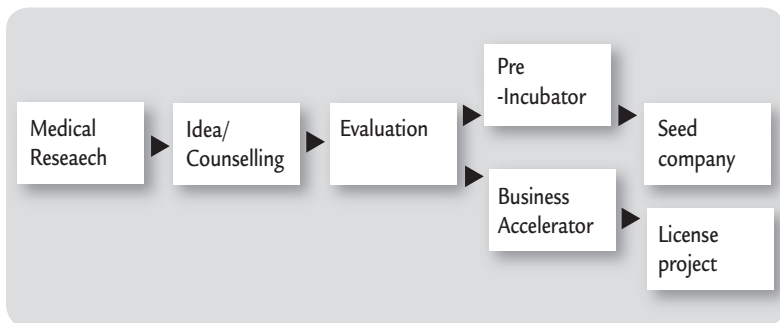 Medical
Reseaech
Idea/
Counselling
Evaluation
Pre
-Incubator
Seed
company
Business
Accelerator
License
project